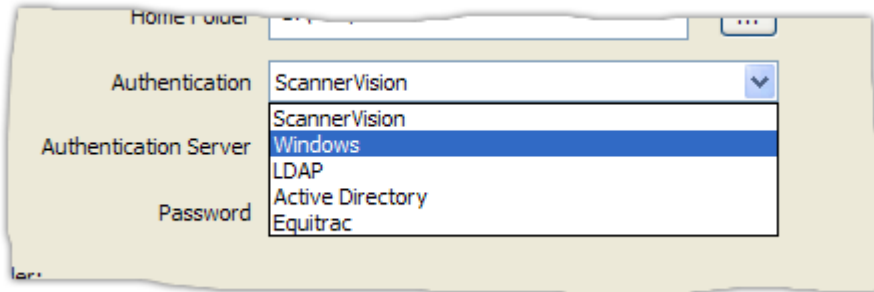 Home Folder
Authentication ScannerVision
ScannerVision
Authentication Server Windows
LDAP
Active Directory
Password
Equitrac